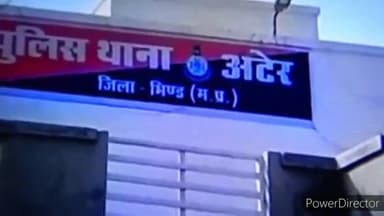 पुलिस थाना अटेर
जिला - भिण्ड (म.प्र.)
PowerDirector